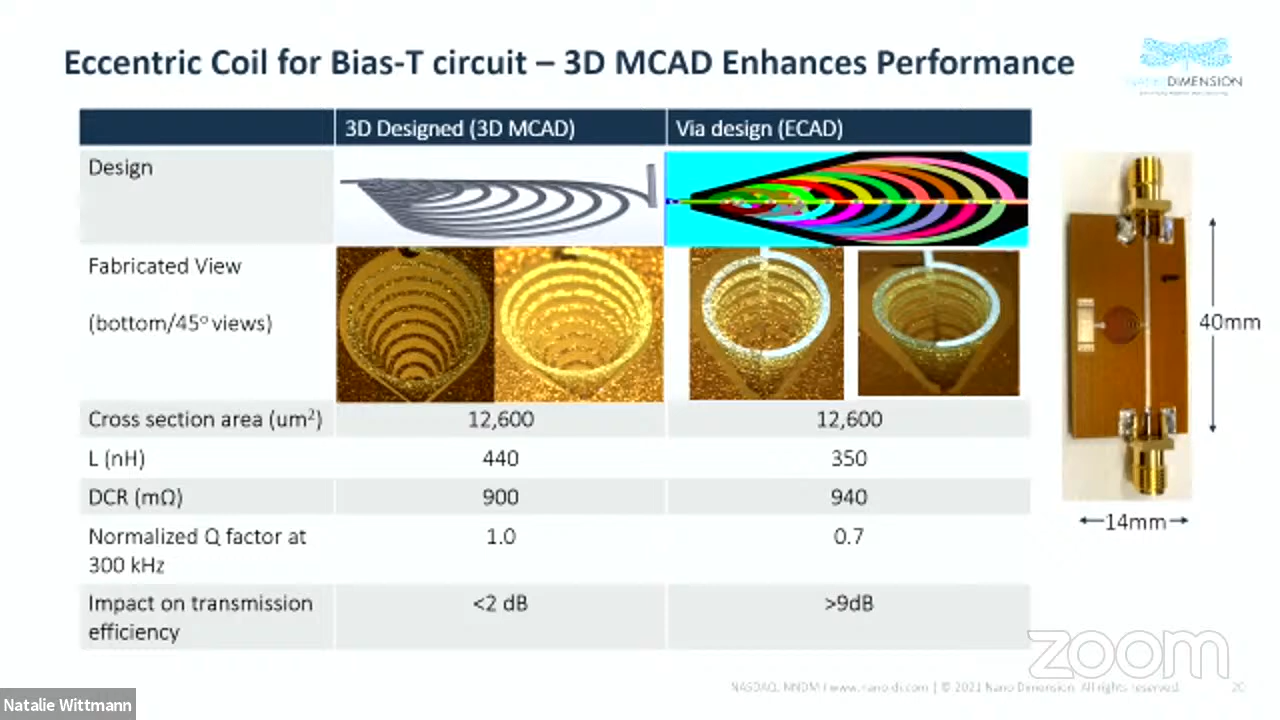 Eccentric Coil for Bias-T circuit – 3D MCAD Enhances Performance
DIMENSION
3D Designed (3D MCAD)
Via design (ECAD)
Design
Fabricated View
(bottom/45° views)
Cross section area (um²)
12,600
12,600
L (nH)
440
350
DCR (mΩ)
900
940
Normalized Q factor at
300 kHz
1.0
0.7
Impact on transmission
efficiency
<2 dB
>9dB
40mm
14mm
zoom
NASDAQ. NNDM | www.nano-di.com | © 2021 Nano Dimension. All rights reserved.
20
Natalie Wittmann